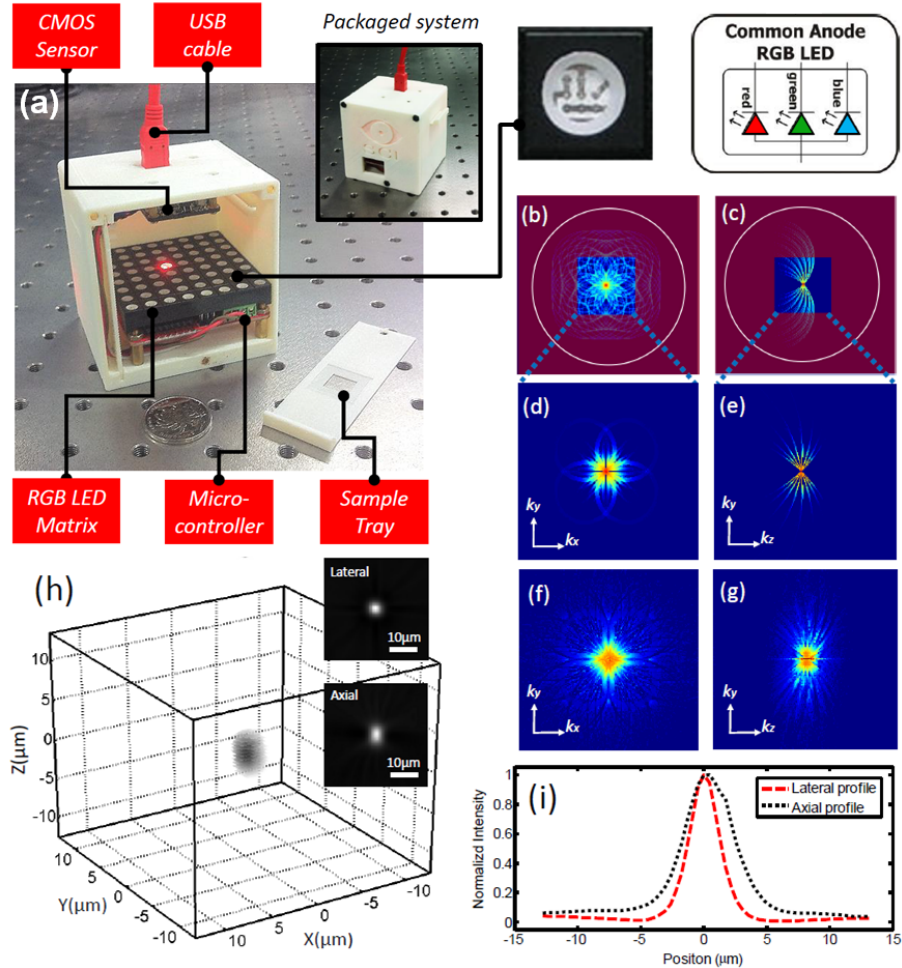 CMOS
Sensor
USB
cable
Packaged system
Common Anode
RGB LED
red
green
blue
(a)
(b)
(c)
(d)
ky
kx
(e)
ky
kz
RGB LED
Matrix
Micro-
controller
Sample
Tray
(f)
ky
kx
(g)
ky
kz
(h)
Lateral
10μm
Axial
10μm
Z(μm)
10
5
0
-5
-10
Y(μm)
10
5
0
-5
-10
X(μm)
10
5
0
-5
-10
(i)
Lateral profile
Axial profile
Normalizd Intensity
1
0.8
0.6
0.4
0.2
0
-15
-10
-5
0
5
10
15
Positon (μm)